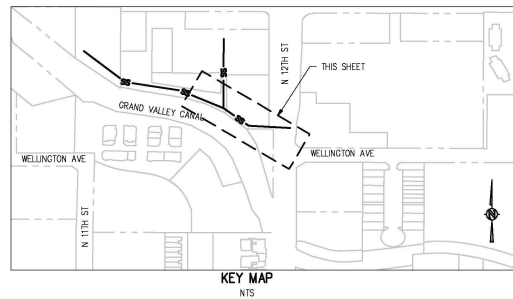 N 12TH ST
THIS SHEET
SS
SS
SS
SS
GRAND VALLEY CANAL
WELLINGTON AVE
WELLINGTON AVE
N 11TH ST
N
KEY MAP
NTS